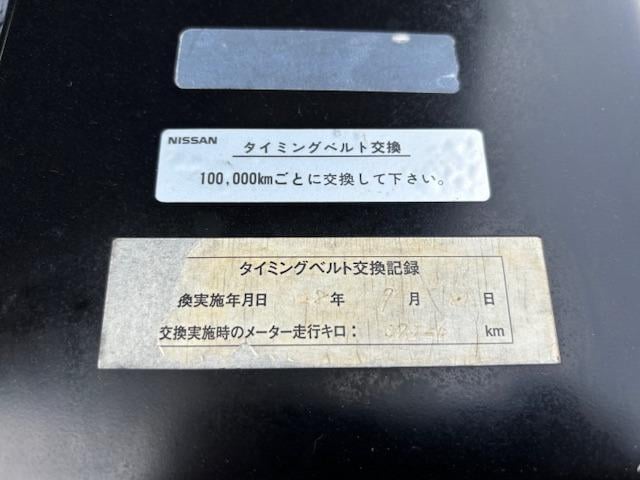 NISSAN
タイミングベルト交換
100,000kmごとに交換して下さい。
タイミングベルト交換記録
換実施年月日 年 月 日
交換実施時のメーター走行キロ： km